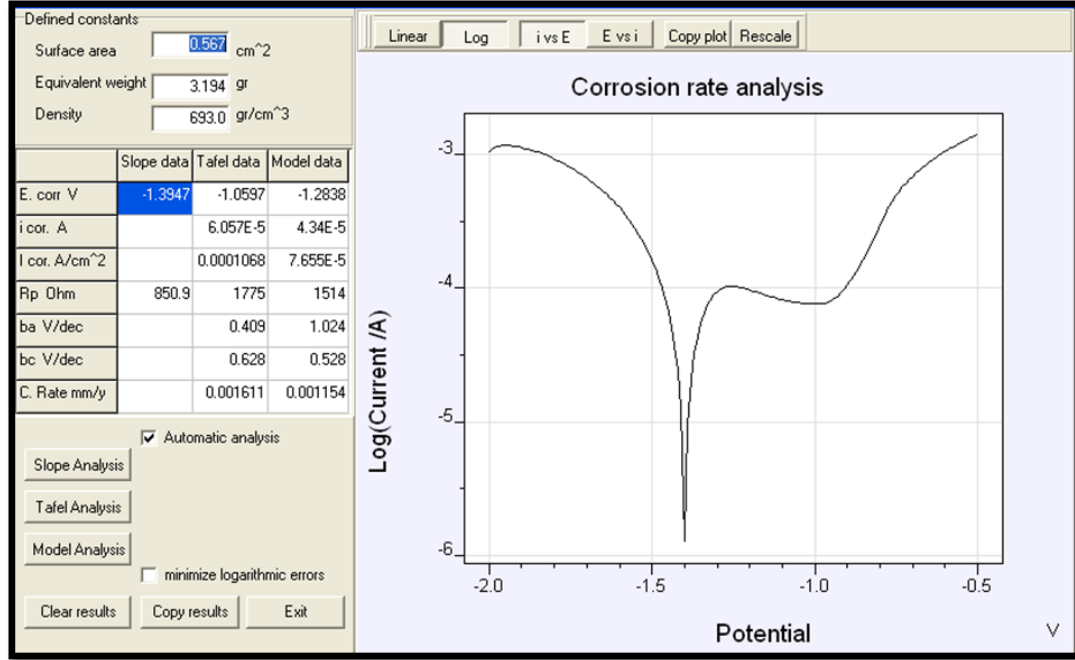 Defined constants
Surface area 0.567 cm^2
Equivalent weight 3.194 gr
Density 693.0 gr/cm^3
Slope data Tafel data Model data
E. corr V -1.3947 -1.0597 -1.2838
i cor. A 6.057E-5 4.34E-5
I cor. A/cm^2 0.0001068 7.655E-5
Rp Ohm 850.9 1775 1514
ba V/dec 0.409 1.024
bc V/dec 0.628 0.528
C. Rate mm/y 0.001611 0.001154
Automatic analysis
Slope Analysis
Tafel Analysis
Model Analysis
minimize logarithmic errors
Clear results Copy results Exit
Linear Log i vs E E vs i Copy plot Rescale
Corrosion rate analysis
Log(Current /A)
-3
-4
-5
-6
-2.0 -1.5 -1.0 -0.5
Potential V